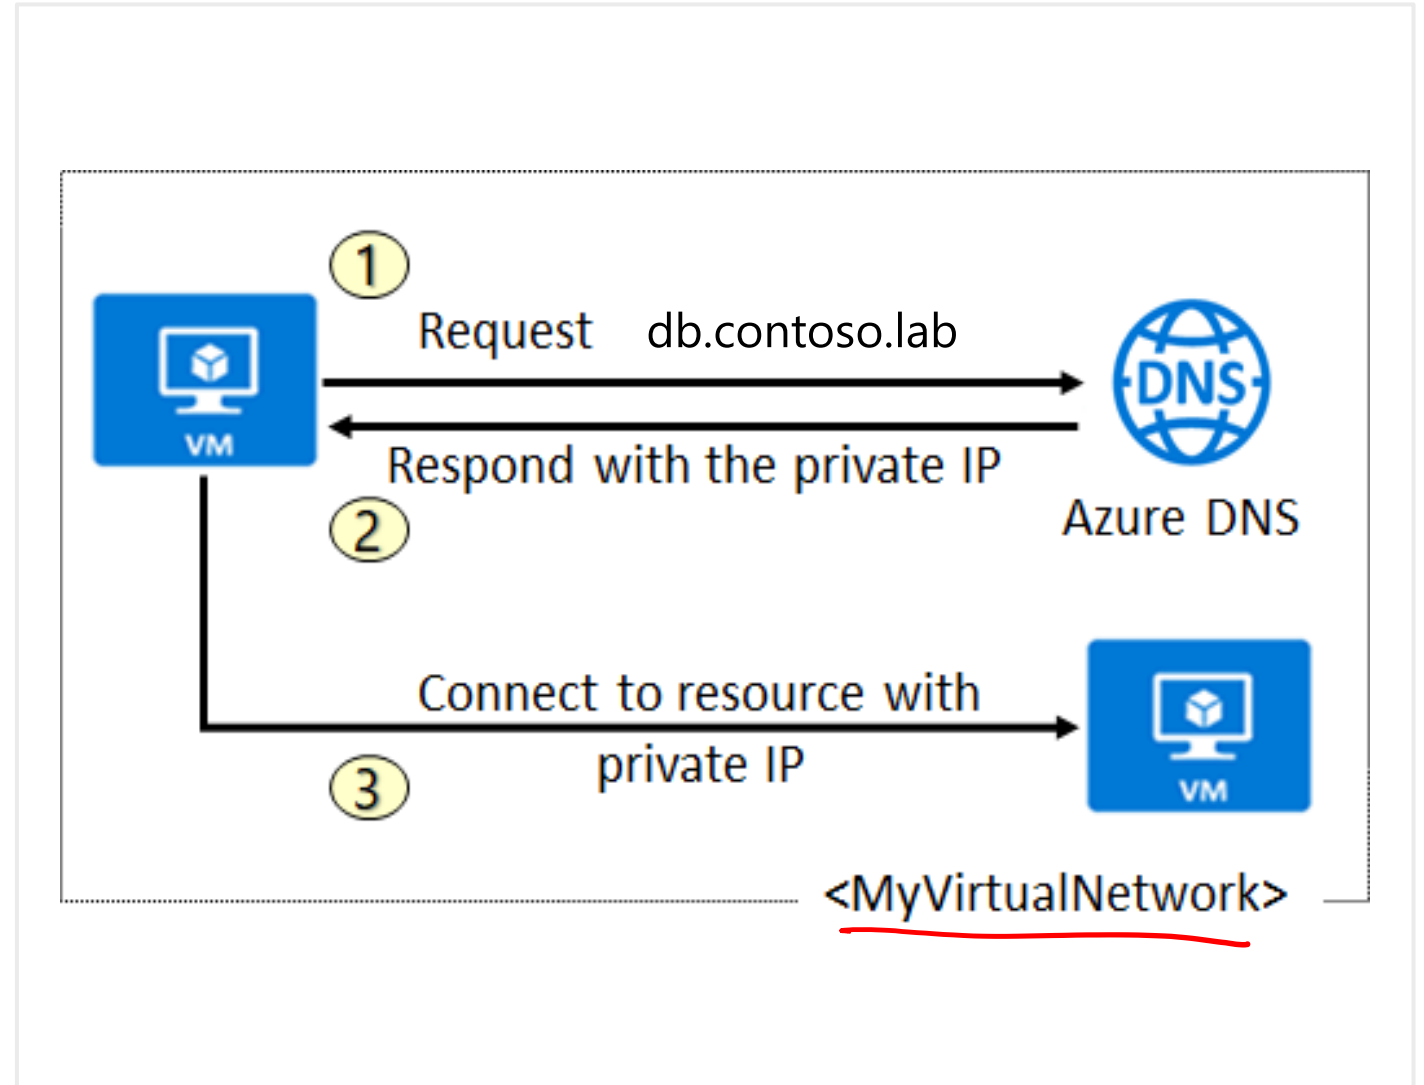 1
Request db.contoso.lab
DNS
VM
Respond with the private IP
2
Azure DNS
Connect to resource with
private IP
3
VM
<MyVirtualNetwork>